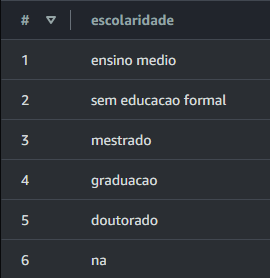 # escolaridade
1 ensino medio
2 sem educacao formal
3 mestrado
4 graduacao
5 doutorado
6 na